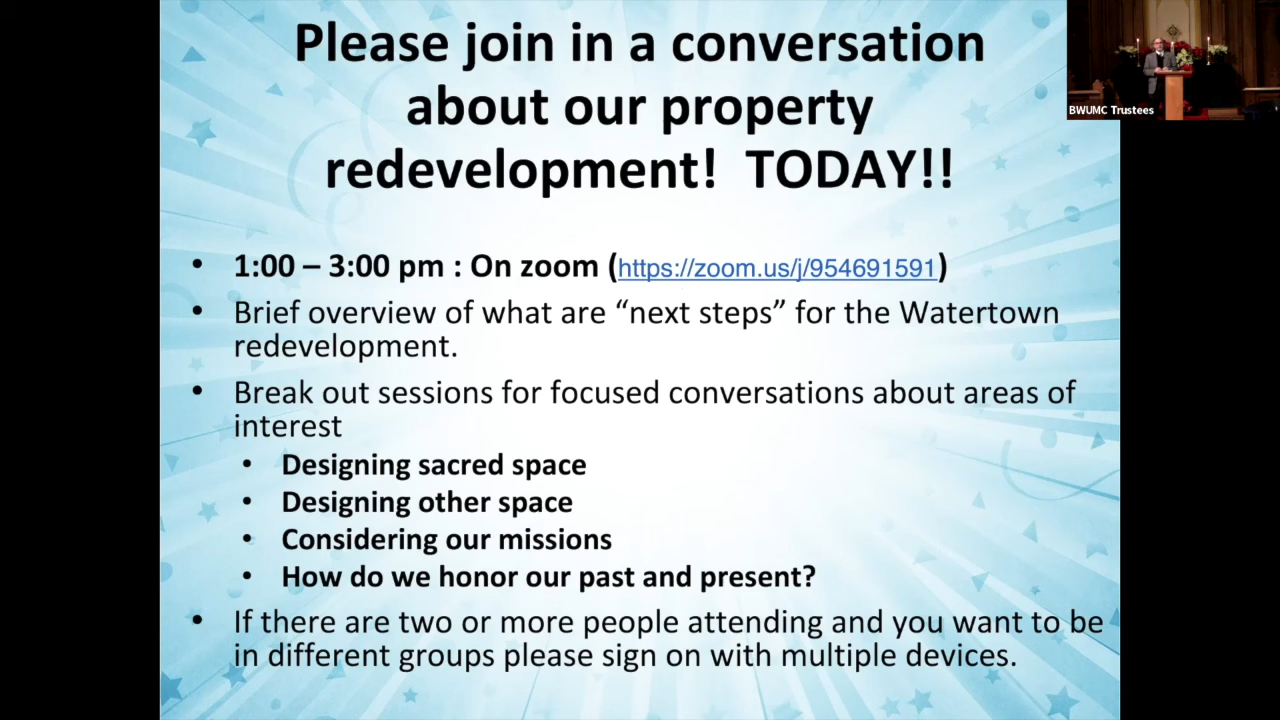 Please join in a conversation
about our property
redevelopment!  TODAY!!
BWUMC Trustees
• 1:00 – 3:00 pm : On zoom (https://zoom.us/j/954691591)
• Brief overview of what are “next steps” for the Watertown
redevelopment.
• Break out sessions for focused conversations about areas of
interest
• Designing sacred space
• Designing other space
• Considering our missions
• How do we honor our past and present?
• If there are two or more people attending and you want to be
in different groups please sign on with multiple devices.